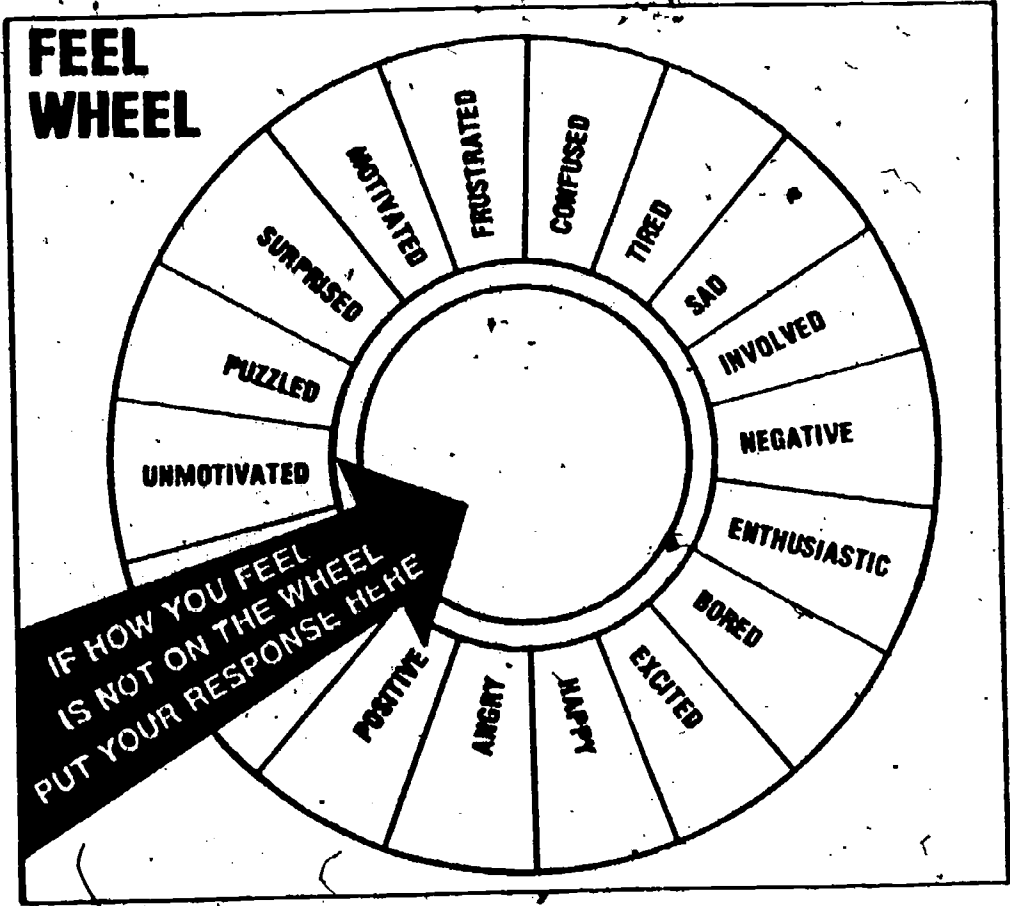 FEEL
WHEEL
FRUSTRATED
CONFUSED
TIRED
SAD
INVOLVED
NEGATIVE
ENTHUSIASTIC
BORED
EXCITED
HAPPY
ANGRY
POSITIVE
UNMOTIVATED
PUZZLED
SURPRISED
MOTIVATED
IF HOW YOU FEEL
IS NOT ON THE WHEEL
PUT YOUR RESPONSE HERE